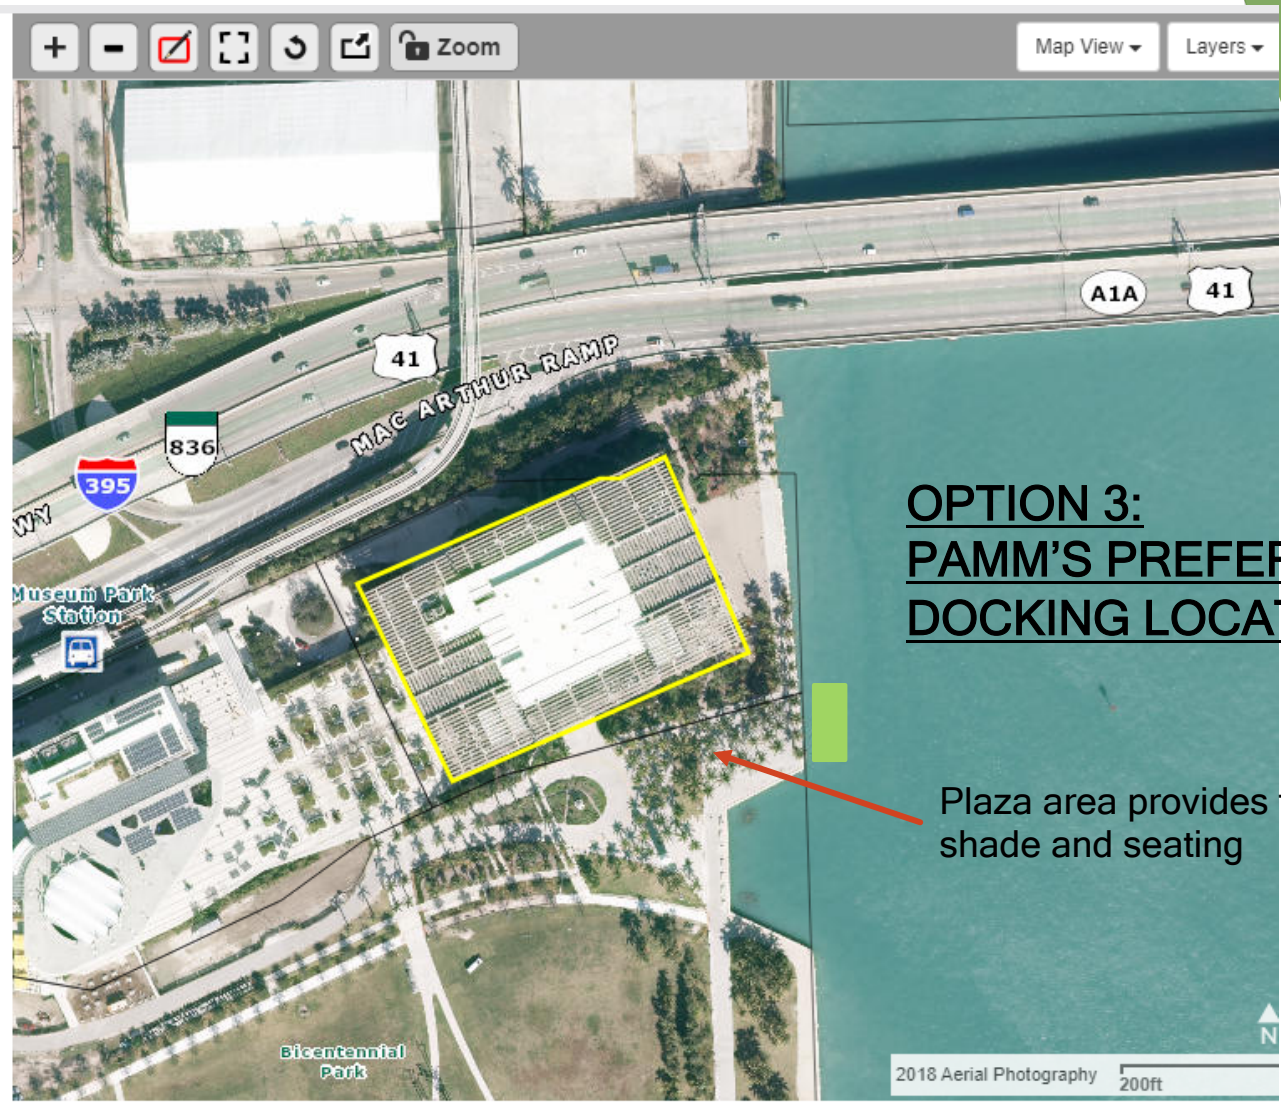 + - Zoom Map View Layers
A1A 41
41
MAC ARTHUR RAMP
836
395
WY
OPTION 3:
PAMM'S PREFER
DOCKING LOCAT
Museum Park
Station
Plaza area provides
shade and seating
Bicentennial
Park
N
2018 Aerial Photography 200ft